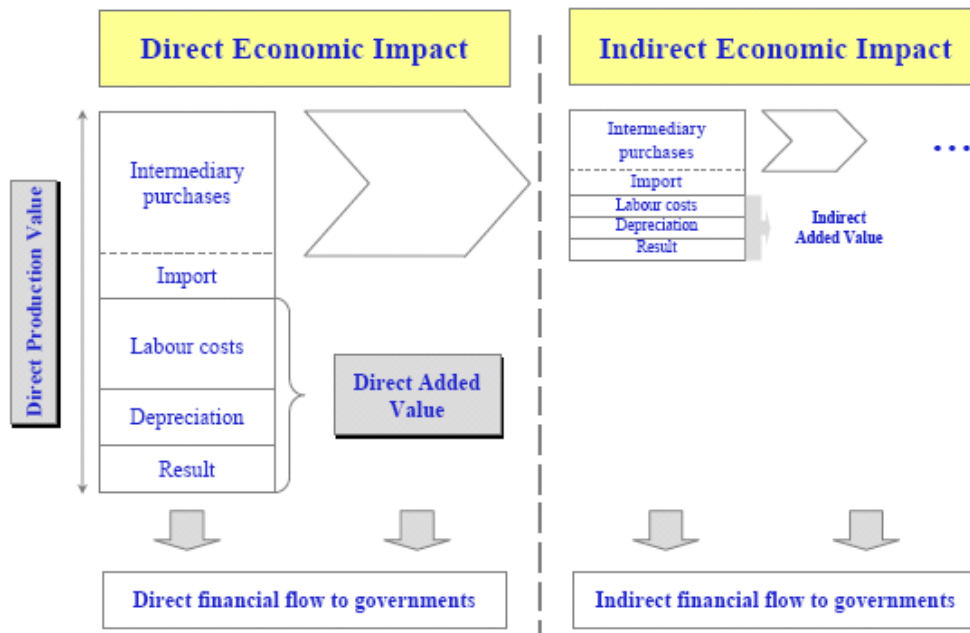 Direct Economic Impact
Indirect Economic Impact
Direct Production Value
Intermediary
purchases
Import
Labour costs
Depreciation
Result
Direct Added
Value
Intermediary
purchases
Import
Labour costs
Depreciation
Result
Indirect
Added Value
...
Direct financial flow to governments
Indirect financial flow to governments